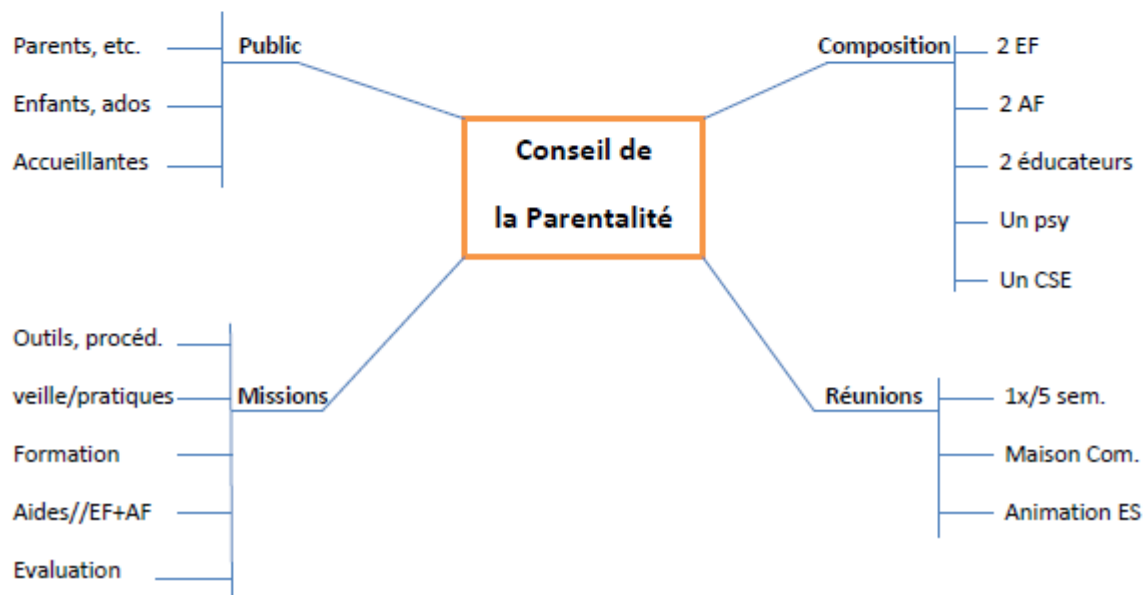 Conseil de
la Parentalité
Public
Parents, etc.
Enfants, ados
Accueillantes
Composition
2 EF
2 AF
2 éducateurs
Un psy
Un CSE
Missions
Outils, procéd.
veille/pratiques
Formation
Aides//EF+AF
Evaluation
Réunions
1x/5 sem.
Maison Com.
Animation ES